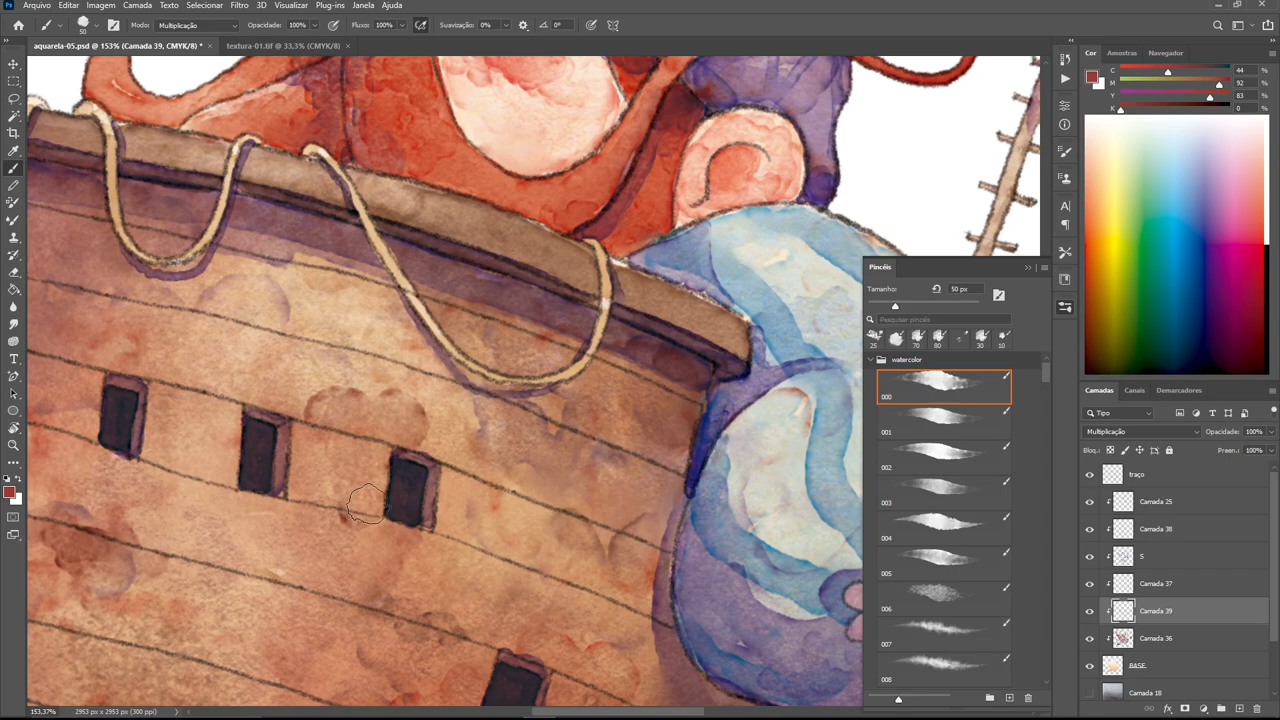 Arquivo Editar Imagem Camada Texto Selecionar Filtro 3D Visualizar Plug-ins Janela Ajuda
50 Modo: Multiplicação Opacidade: 100% Fluxo: 100% Suavização: 0% 0°
aquarela-05.psd @ 153% (Camada 39, CMYK/8) * × textura-01.tif @ 33,3% (CMYK/8) ×
Cor Amostras Navegador
C 44 %
M 92 %
Y 83 %
K 0 %
Pincéis
Tamanho: 50 px
Pesquisar pincéis
25 70 80 30 10
watercolor
000
001
002
003
004
005
006
007
008
Camadas Canais Demarcadores
Tipo
Multiplicação Opacidade: 100%
Bloq.: Preen.: 100%
traço
Camada 25
Camada 38
S
Camada 37
Camada 39
Camada 36
BASE
Camada 18
153,37% 2953 px x 2953 px (300 ppi)